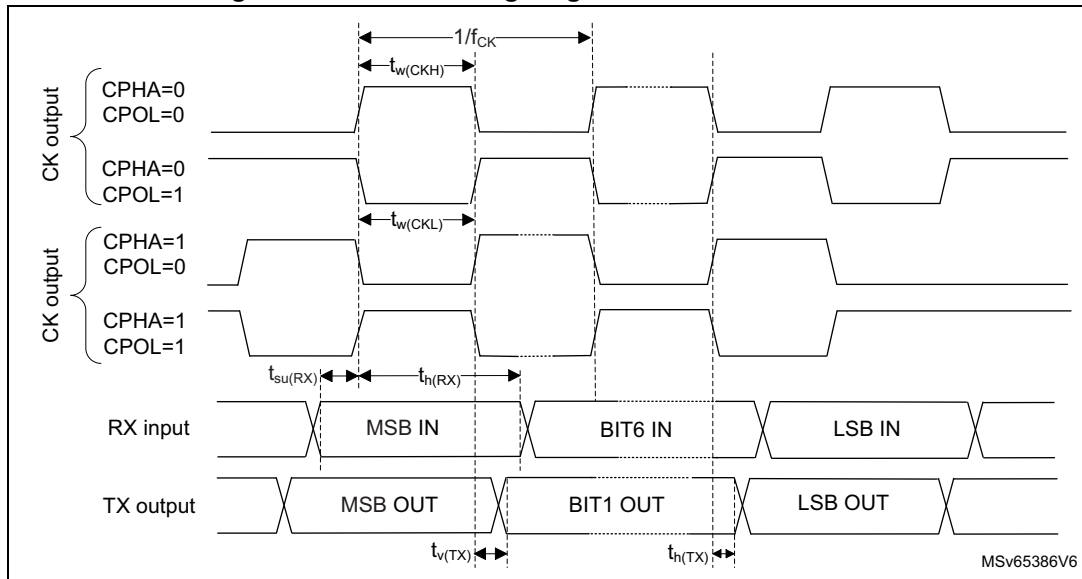 1/fCK
tw(CKH)
CK output
CPHA=0
CPOL=0
CPHA=0
CPOL=1
tw(CKL)
CK output
CPHA=1
CPOL=0
CPHA=1
CPOL=1
tsu(RX)
th(RX)
RX input
MSB IN
BIT6 IN
LSB IN
TX output
MSB OUT
BIT1 OUT
LSB OUT
tv(TX)
th(TX)
MSv65386V6